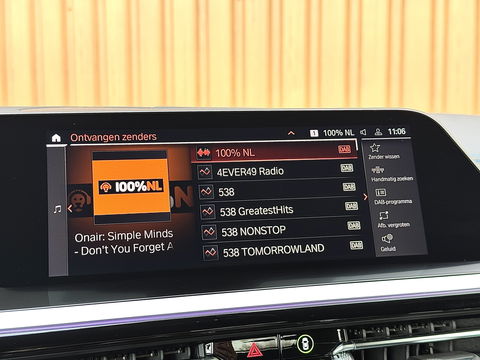 Ontvangen zenders
1 100% NL 11:06
100%NL
Onair: Simple Minds
- Don't You Forget A
100% NL DAB
4EVER49 Radio DAB
538 DAB
538 GreatestHits DAB
538 NONSTOP DAB
538 TOMORROWLAND DAB
Zender wissen
Handmatig zoeken
DAB-programma
Afb. vergroten
Geluid